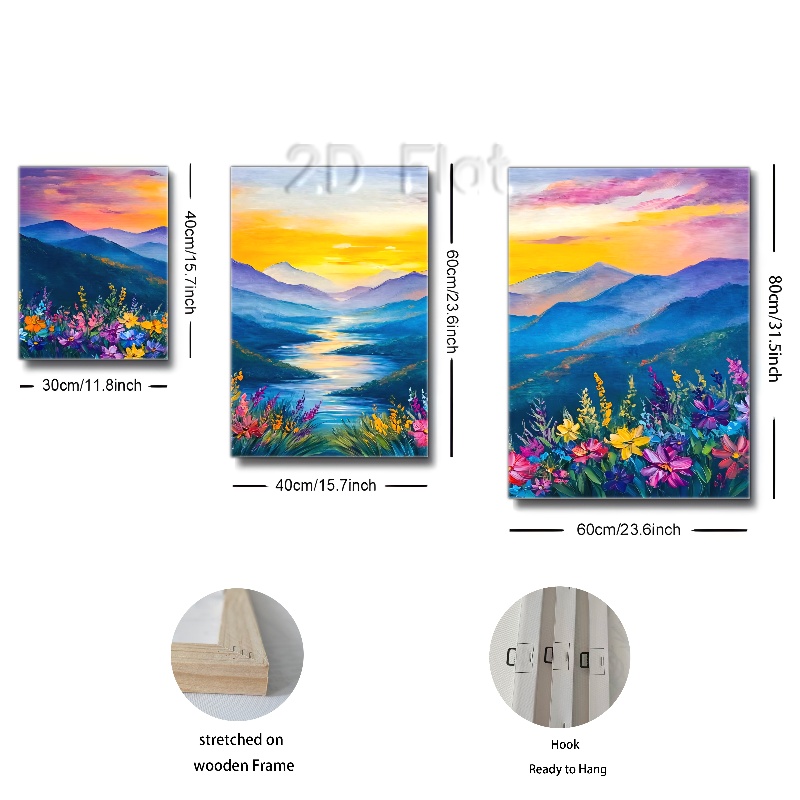 2D Flat
40cm/15.7inch
30cm/11.8inch
60cm/23.6inch
40cm/15.7inch
80cm/31.5inch
60cm/23.6inch
stretched on
wooden Frame
Hook
Ready to Hang